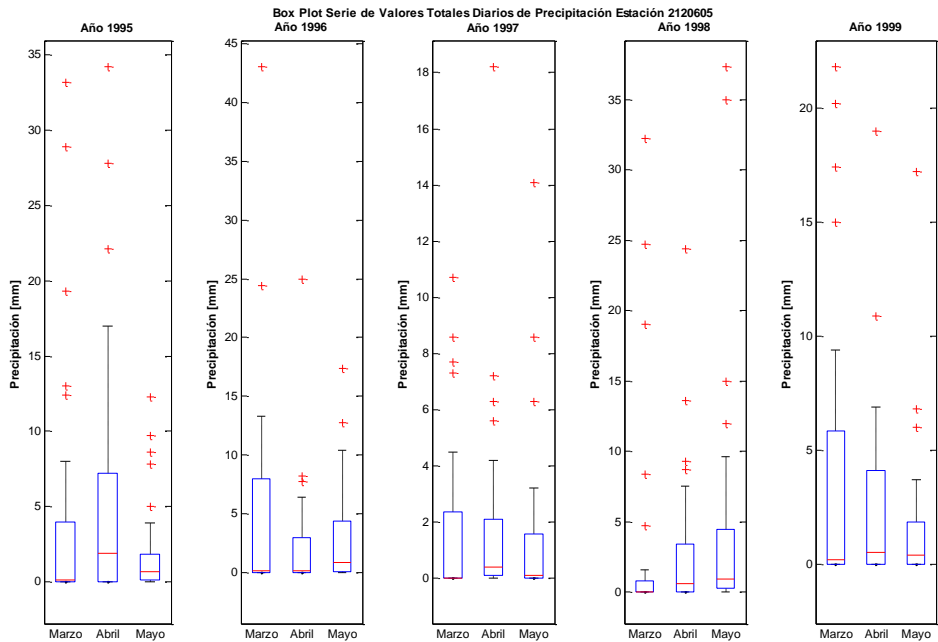 Box Plot Serie de Valores Totales Diarios de Precipitación Estación 2120605
Año 1995
Año 1996
Año 1997
Año 1998
Año 1999
Precipitación [mm]
35
30
25
20
15
10
5
0
Marzo Abril Mayo
Precipitación [mm]
45
40
35
30
25
20
15
10
5
0
Marzo Abril Mayo
Precipitación [mm]
18
16
14
12
10
8
6
4
2
0
Marzo Abril Mayo
Precipitación [mm]
35
30
25
20
15
10
5
0
Marzo Abril Mayo
Precipitación [mm]
20
15
10
5
0
Marzo Abril Mayo